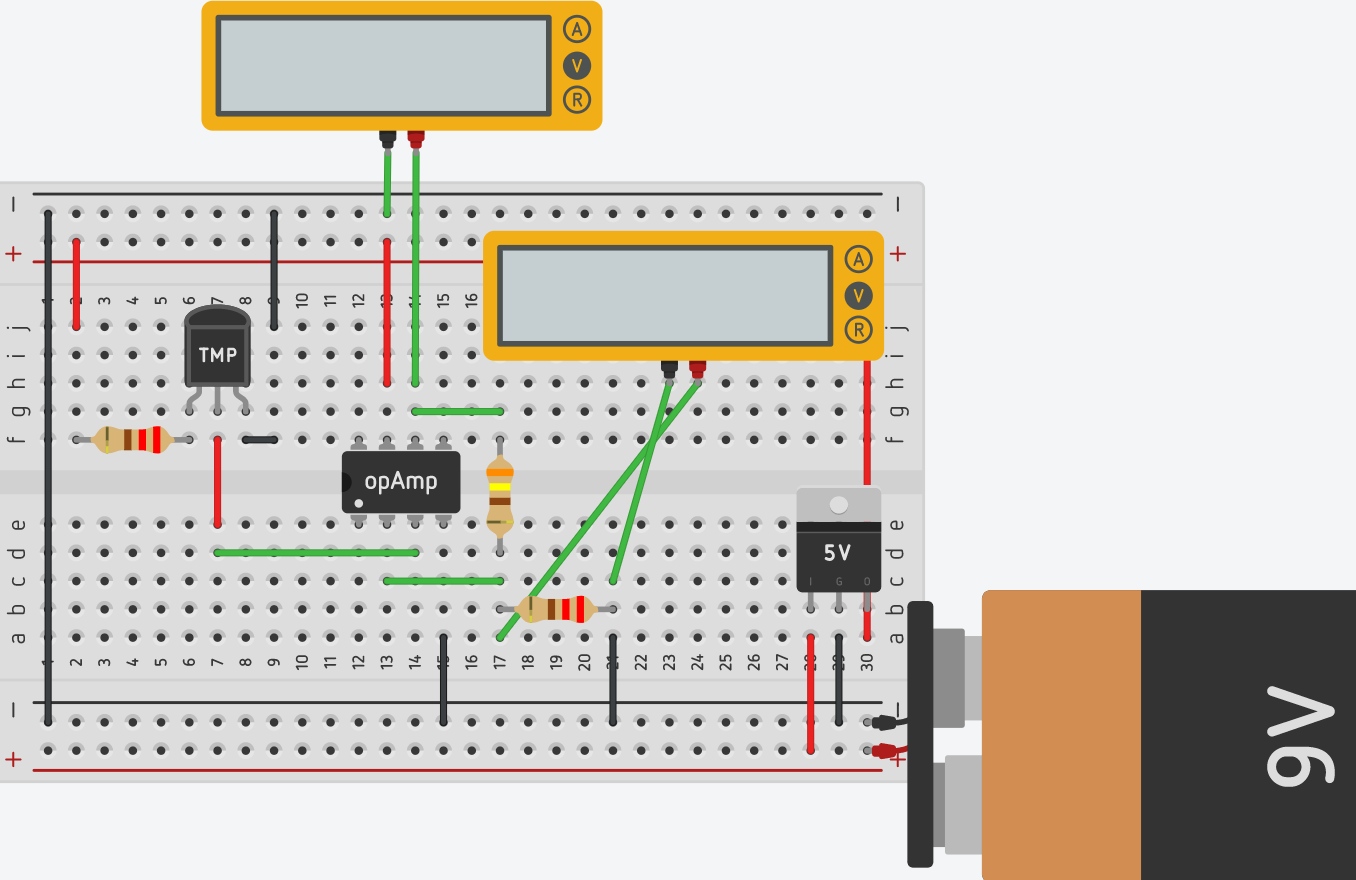 A
V
R
− −
+ +
A
V
R
1 2 3 4 5 6 7 8 9 10 11 12 13 14 15 16
j j
i i
TMP
h h
g g
f f
opAmp
e e
5V
d d
I G O
c c
b b
a a
1 2 3 4 5 6 7 8 9 10 11 12 13 14 15 16 17 18 19 20 21 22 23 24 25 26 27 28 29 30
− −
+ +
9V